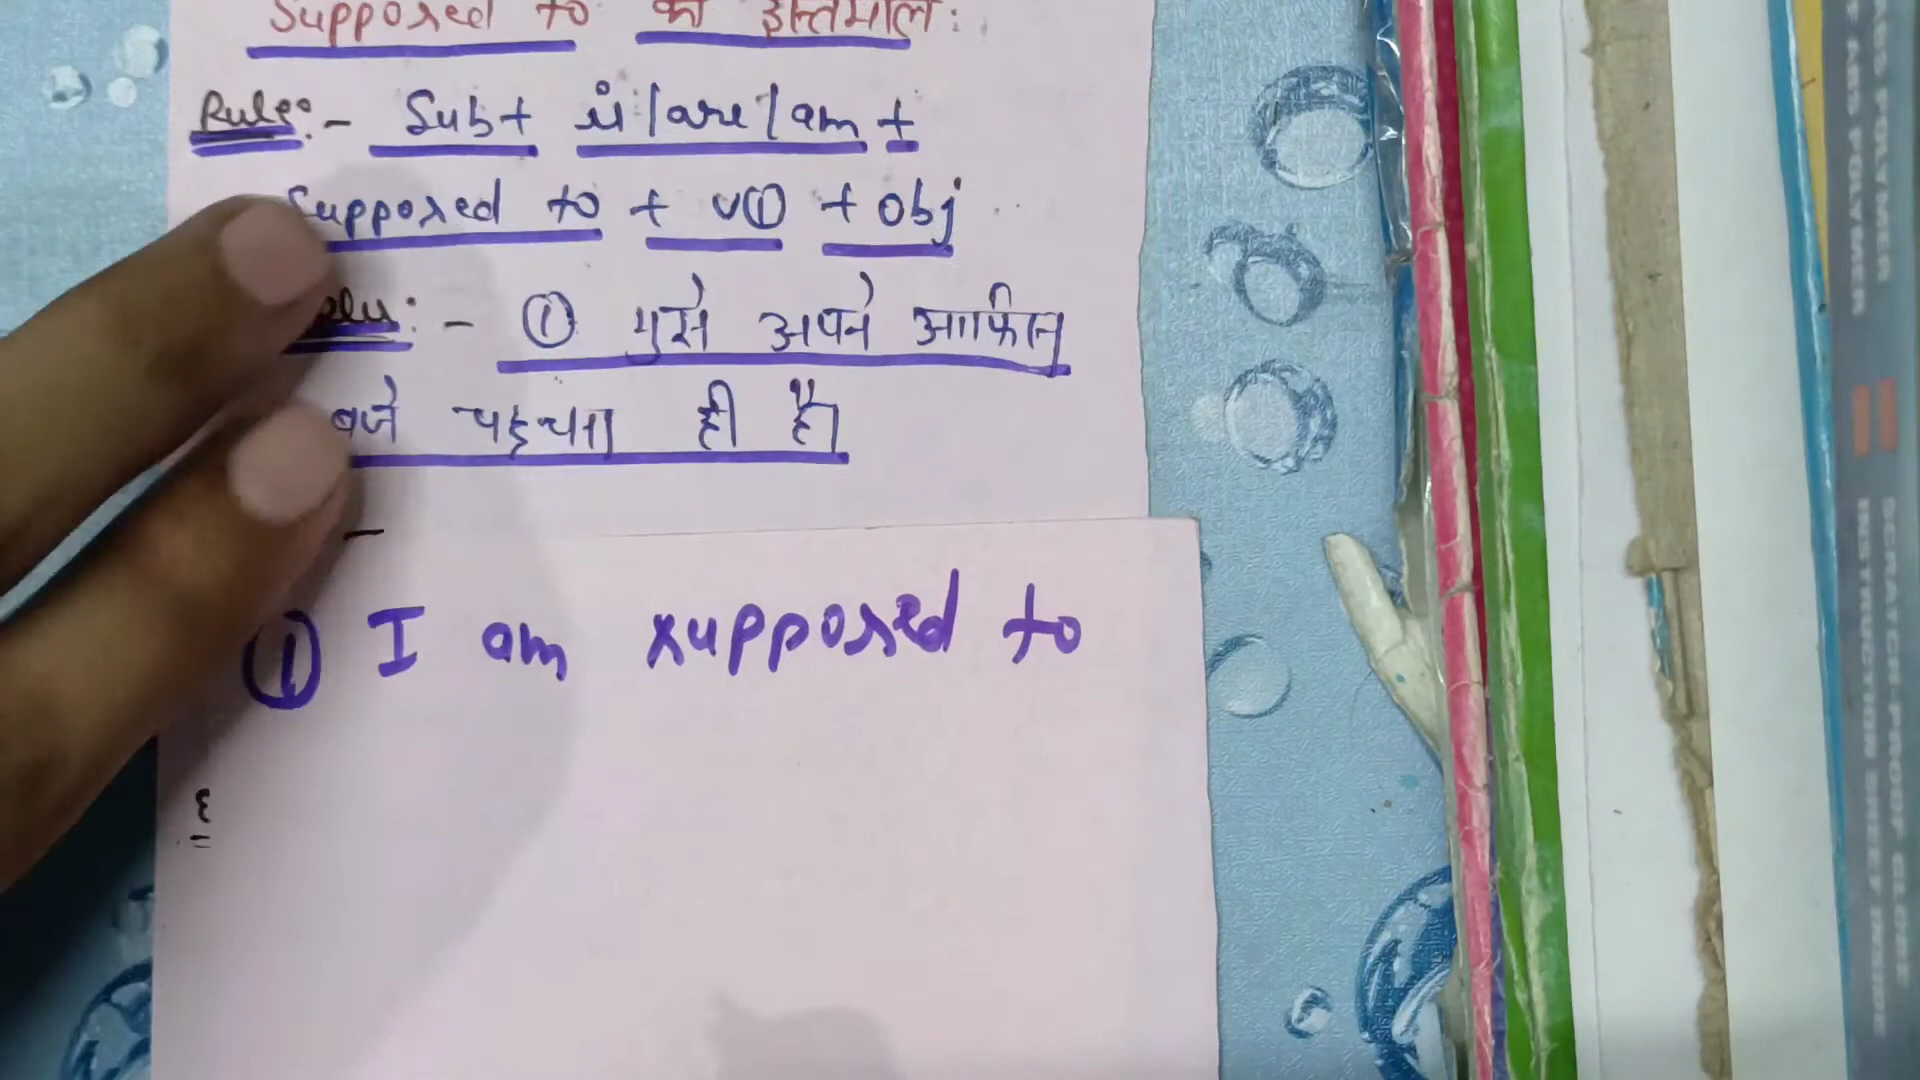 Supposed to का इस्तेमाल:
Rule:- Sub+ is/are/am +
Supposed to + v① + obj
:- ① मुझे अपने आफिस
बजे पहुचना ही है।
① I am supposed to